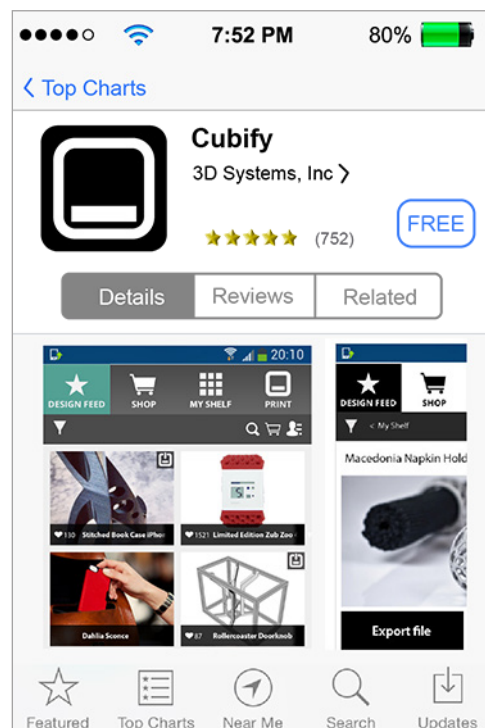 7:52 PM
80%
Top Charts
Cubify
3D Systems, Inc
(752)
FREE
Details
Reviews
Related
20:10
DESIGN FEED
SHOP
MY SHELF
PRINT
130 Stitched Book Case iPhor
1521 Limited Edition Zub Zoo
Dahlia Sconce
87 Rollercoaster Doorknob
DESIGN FEED
SHOP
< My Shelf
Macedonia Napkin Hold
Export file
Featured
Top Charts
Near Me
Search
Updates